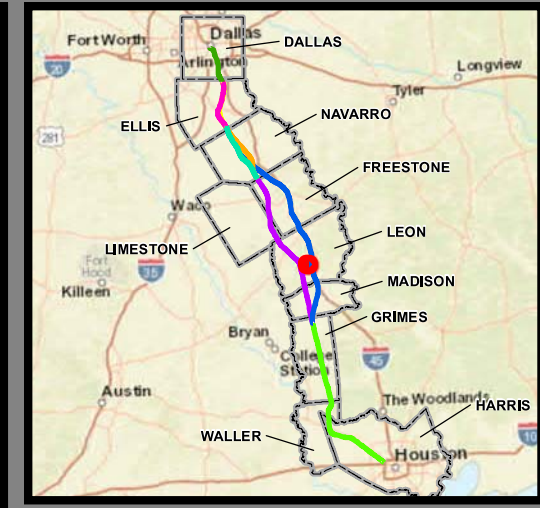 Dallas
DALLAS
Fort Worth
Arlington
Longview
20
Tyler
NAVARRO
ELLIS
281
FREESTONE
Waco
LEON
LIMESTONE
Fort
Hood
35
MADISON
Killeen
GRIMES
Bryan
College
Station
45
Austin
The Woodlands
HARRIS
WALLER
10
Houston